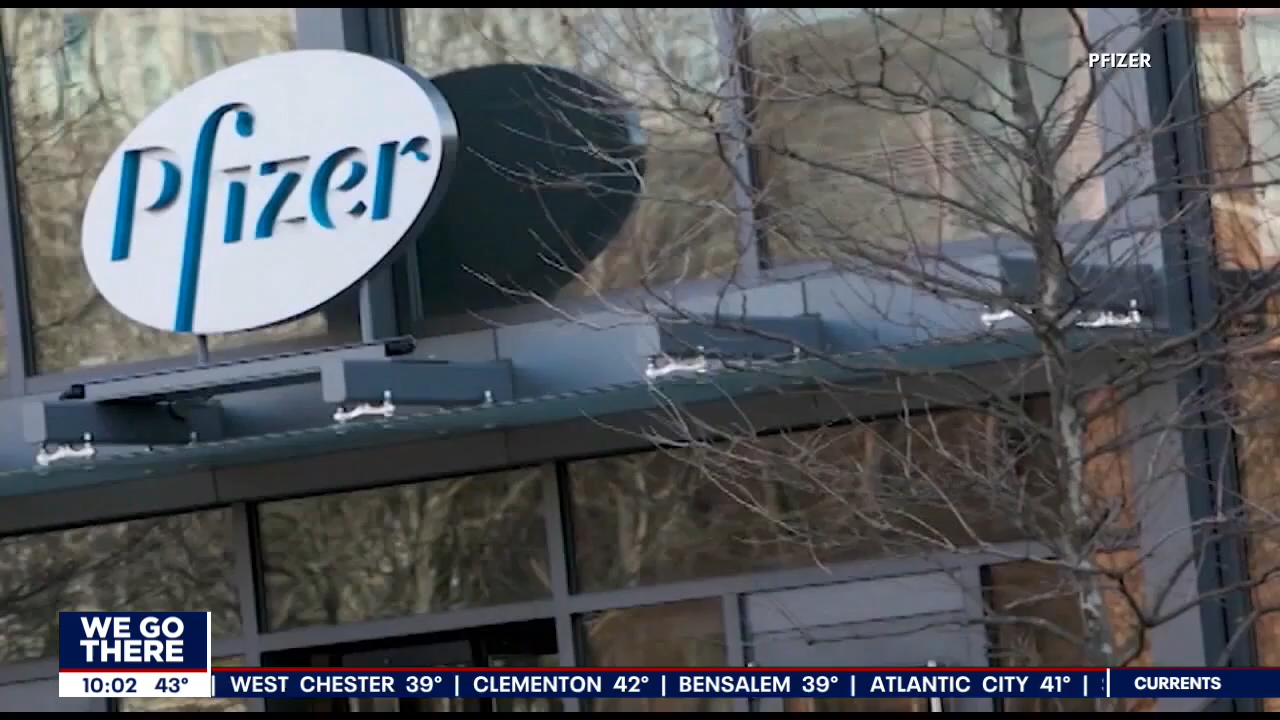 PFIZER
Pfizer
WE GO
THERE
10:02 43°
WEST CHESTER 39° | CLEMENTON 42° | BENSALEM 39° | ATLANTIC CITY 41° |
CURRENTS